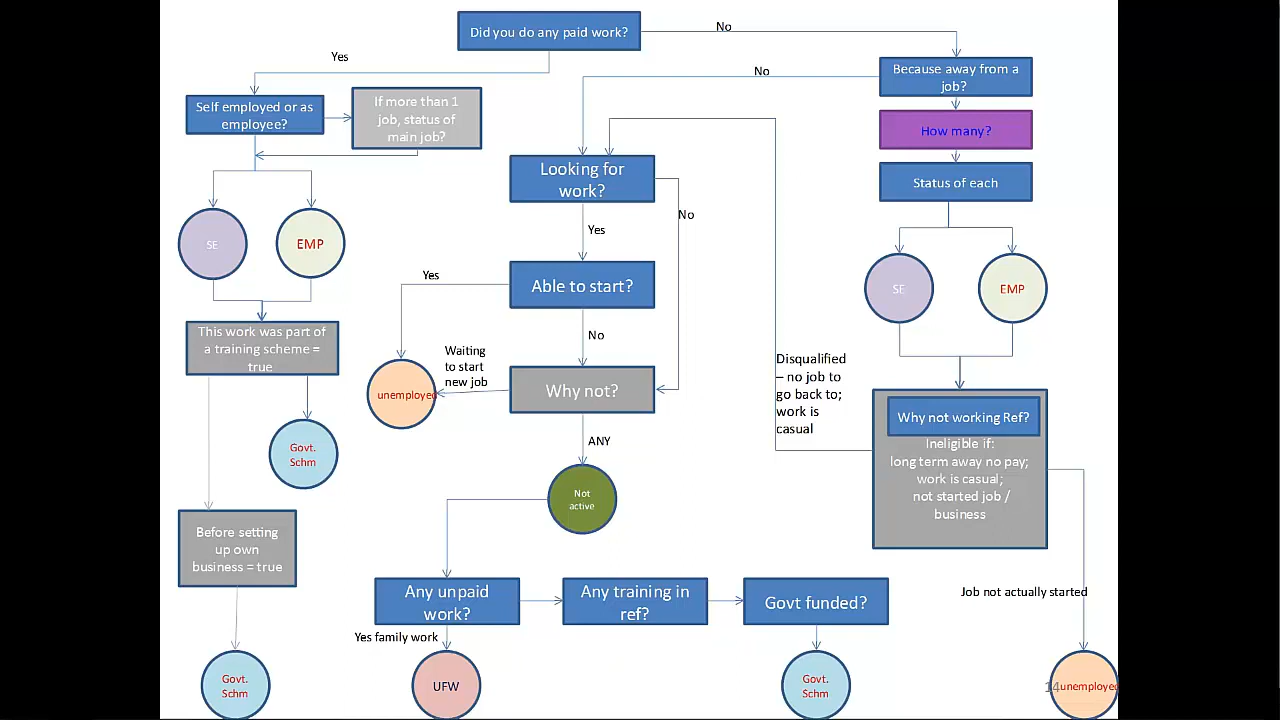 Did you do any paid work?
No
Yes
Because away from a
job?
No
Self employed or as
employee?
If more than 1
job, status of
main job?
How many?
Looking for
work?
Status of each
No
Yes
SE
EMP
Yes
Able to start?
SE
EMP
This work was part of
a training scheme =
true
No
Waiting
to start
new job
Disqualified
– no job to
go back to;
work is
casual
unemployed
Why not?
Why not working Ref?
Ineligible if:
long term away no pay;
work is casual;
not started job /
business
ANY
Govt.
Schm
Not
active
Before setting
up own
business = true
Any unpaid
work?
Any training in
ref?
Govt funded?
Job not actually started
Yes family work
Govt.
Schm
UFW
Govt.
Schm
14
unemployed